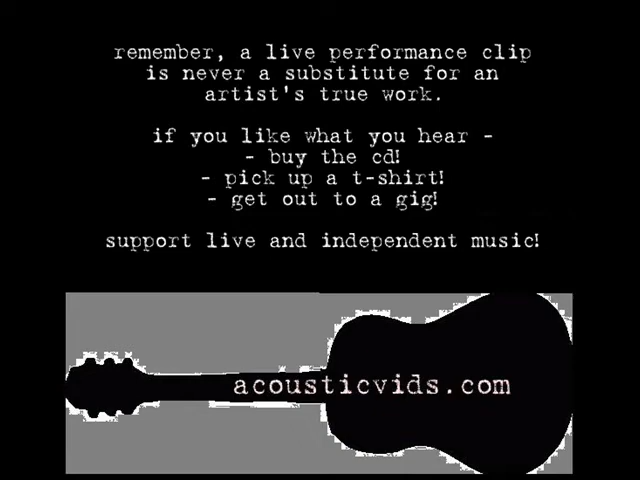 remember, a live performance clip
is never a substitute for an
artist's true work.
if you like what you hear -
- buy the cd!
- pick up a t-shirt!
- get out to a gig!
support live and independent music!
acousticvids.com